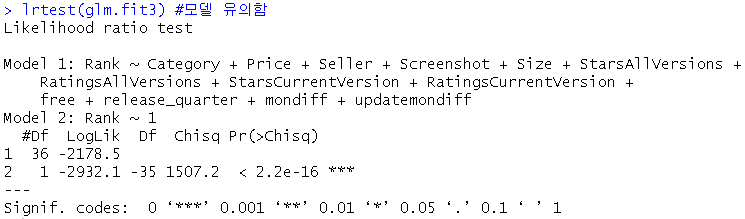 > lrtest(glm.fit3) #모델 유의함
Likelihood ratio test

Model 1: Rank ~ Category + Price + Seller + Screenshot + Size + StarsAllVersions +
    RatingsAllVersions + StarsCurrentVersion + RatingsCurrentVersion +
    free + release_quarter + mondiff + updatemondiff
Model 2: Rank ~ 1
  #Df  LogLik  Df  Chisq Pr(>Chisq)
1  36 -2178.5
2   1 -2932.1 -35 1507.2  < 2.2e-16 ***
---
Signif. codes:  0 ‘***’ 0.001 ‘**’ 0.01 ‘*’ 0.05 ‘.’ 0.1 ‘ ’ 1